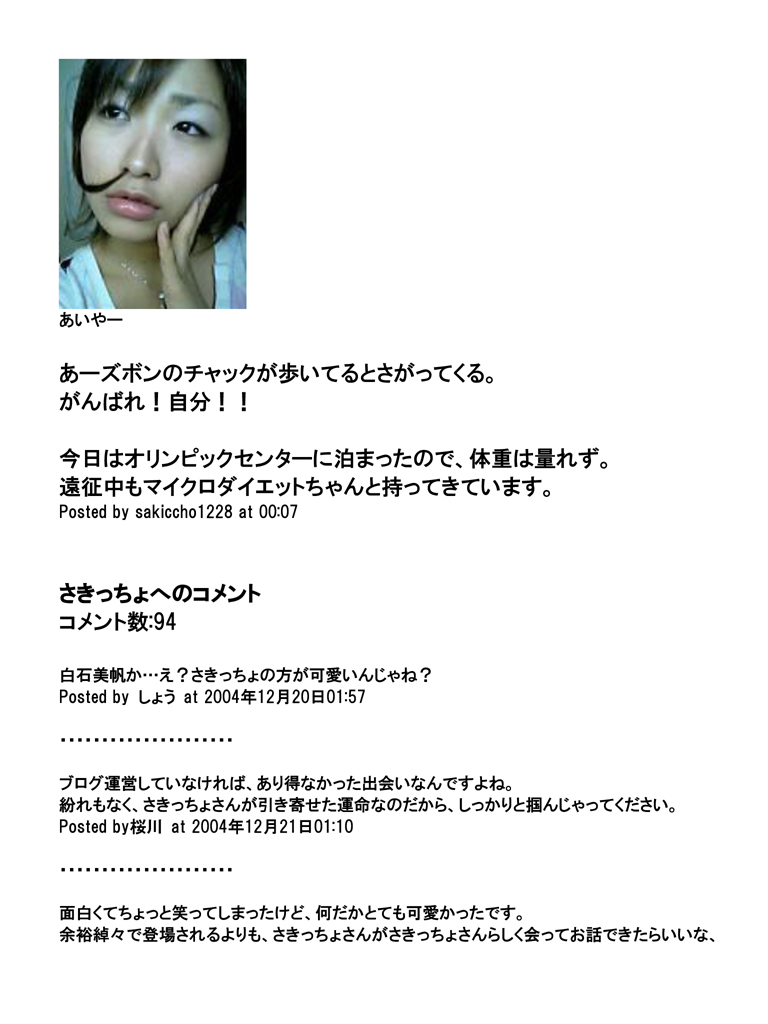 あいやー
あーズボンのチャックが歩いてるとさがってくる。
がんばれ！自分！！
今日はオリンピックセンターに泊まったので、体重は量れず。
遠征中もマイクロダイエットちゃんと持ってきています。
Posted by sakiccho1228 at 00:07
さきっちょへのコメント
コメント数:94
白石美帆か…え？さきっちょの方が可愛いんじゃね？
Posted by しょう at 2004年12月20日01:57
・・・・・・・・・・・・・・・・・・・・・
ブログ運営していなければ、あり得なかった出会いなんですよね。
紛れもなく、さきっちょさんが引き寄せた運命なのだから、しっかりと掴んじゃってください。
Posted by桜川 at 2004年12月21日01:10
・・・・・・・・・・・・・・・・・・・・・
面白くてちょっと笑ってしまったけど、何だかとても可愛かったです。
余裕綽々で登場されるよりも、さきっちょさんがさきっちょさんらしく会ってお話できたらいいな、